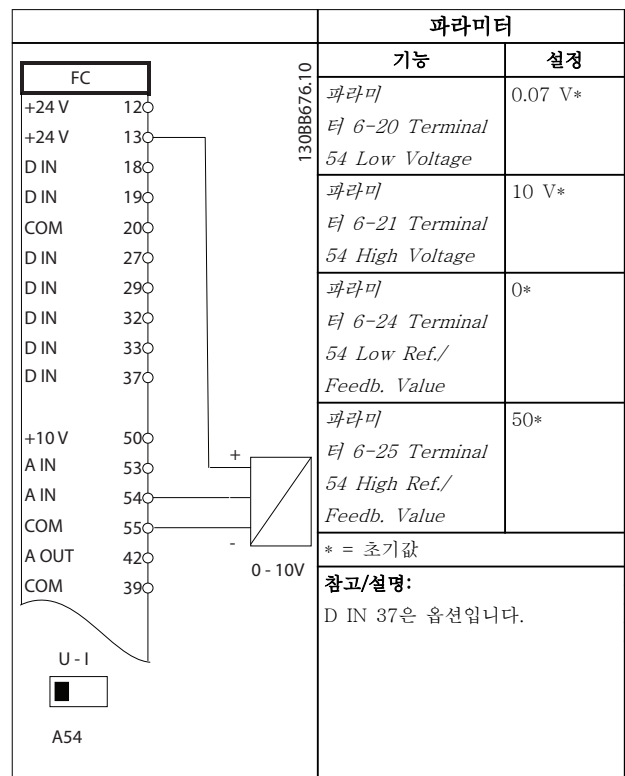 파라미터
기능 설정
파라미 0.07 V*
터 6-20 Terminal
54 Low Voltage
파라미 10 V*
터 6-21 Terminal
54 High Voltage
파라미 0*
터 6-24 Terminal
54 Low Ref./
Feedb. Value
파라미 50*
터 6-25 Terminal
54 High Ref./
Feedb. Value
* = 초기값
참고/설명:
D IN 37은 옵션입니다.
FC
130BB676.10
+24 V 12
+24 V 13
D IN 18
D IN 19
COM 20
D IN 27
D IN 29
D IN 32
D IN 33
D IN 37
+10 V 50
A IN 53
A IN 54
COM 55
A OUT 42
COM 39
+
-
0 - 10V
U - I
A54